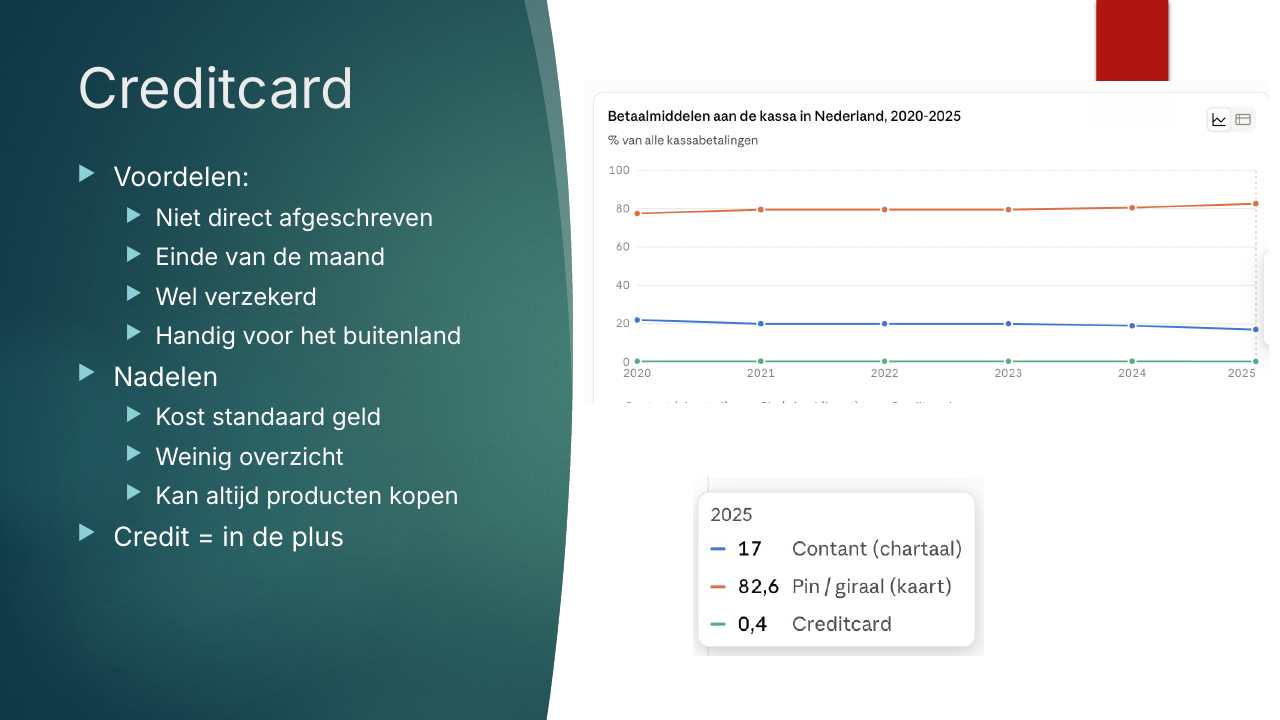 Creditcard
Voordelen:
Niet direct afgeschreven
Einde van de maand
Wel verzekerd
Handig voor het buitenland
Nadelen
Kost standaard geld
Weinig overzicht
Kan altijd producten kopen
Credit = in de plus
Betaalmiddelen aan de kassa in Nederland, 2020-2025
% van alle kassabetalingen
100
80
60
40
20
0
2020 2021 2022 2023 2024 2025
2025
17 Contant (chartaal)
82,6 Pin / giraal (kaart)
0,4 Creditcard